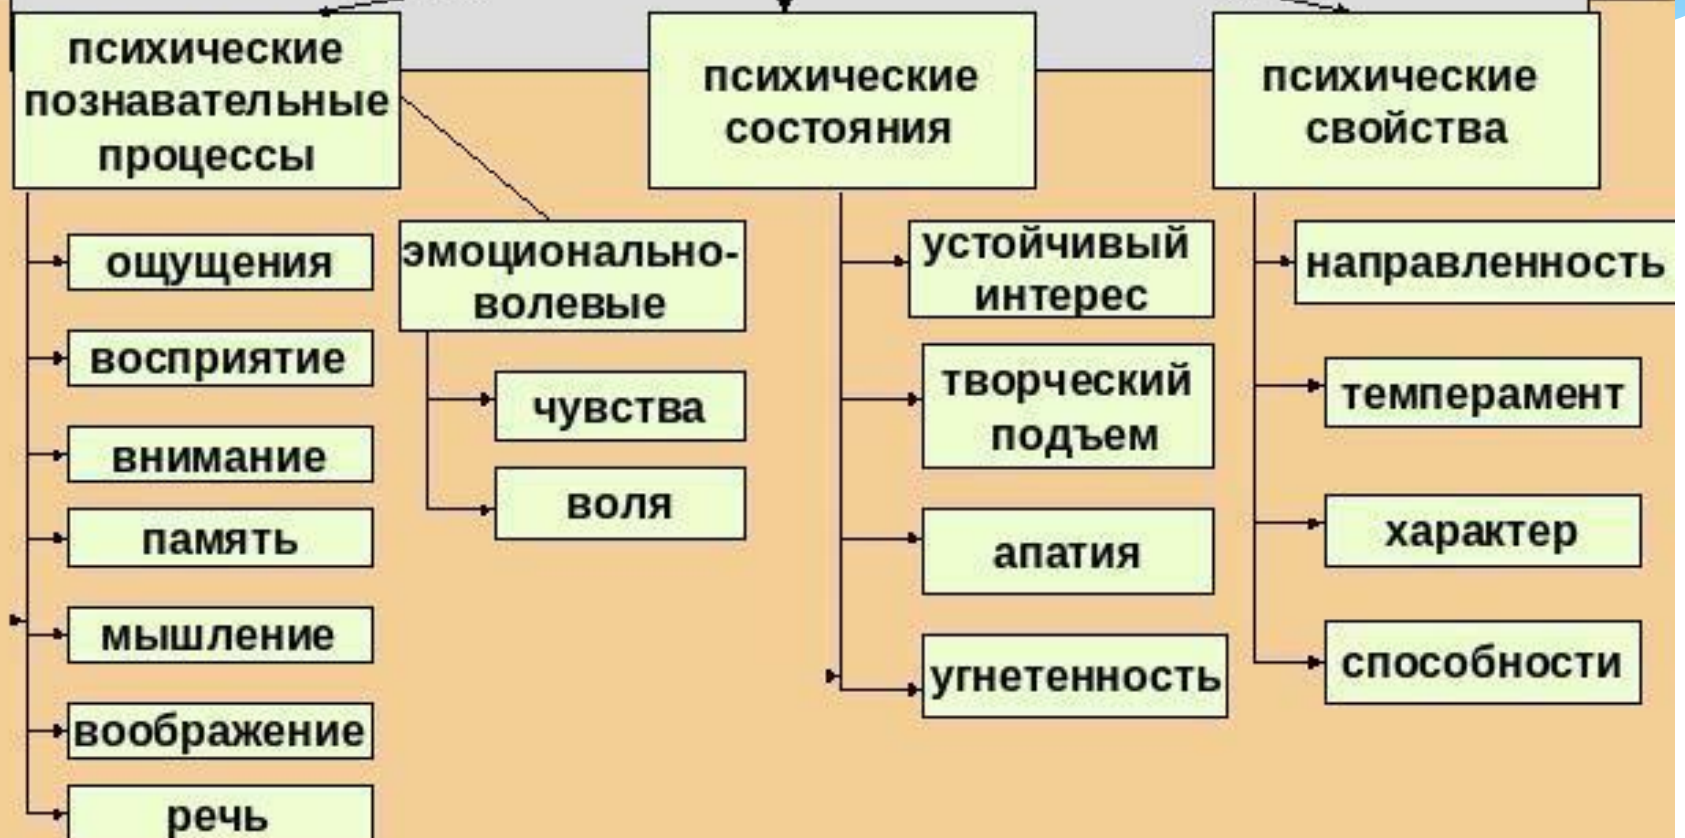 психические
познавательные
процессы
психические
состояния
психические
свойства
ощущения
восприятие
внимание
память
мышление
воображение
речь
эмоционально-
волевые
чувства
воля
устойчивый
интерес
творческий
подъем
апатия
угнетенность
направленность
темперамент
характер
способности